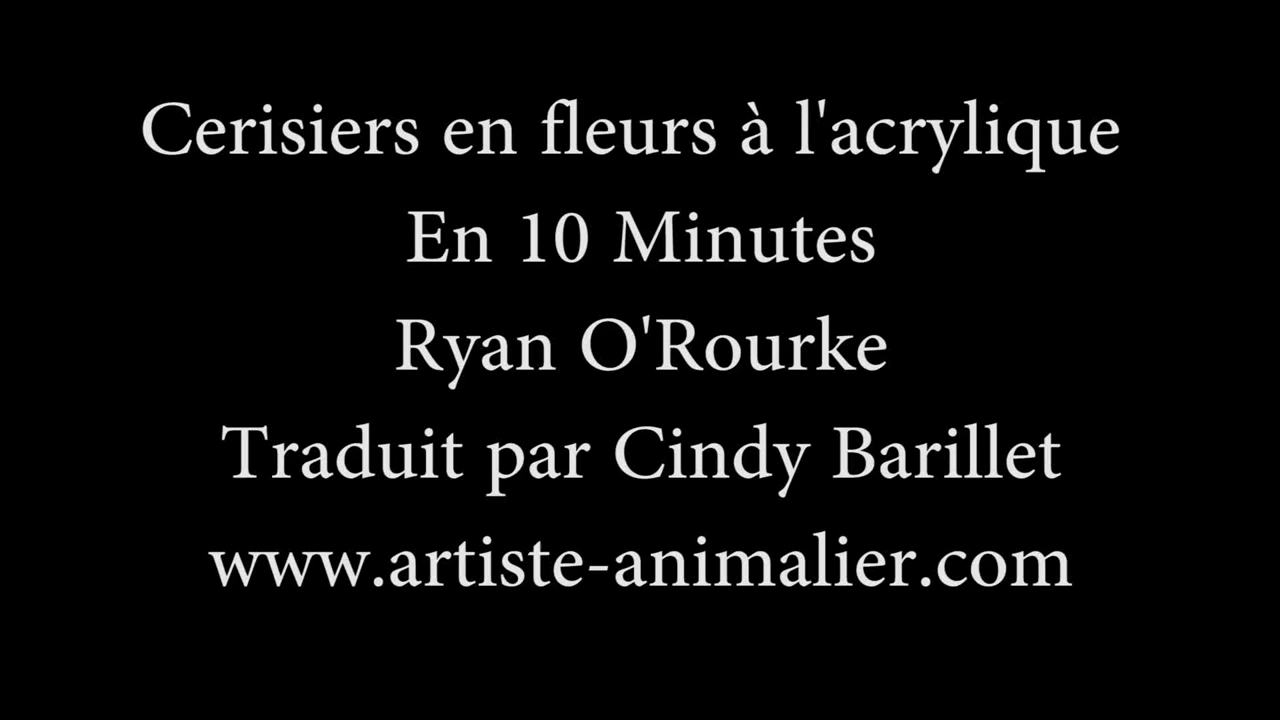 Cerisiers en fleurs à l'acrylique
En 10 Minutes
Ryan O'Rourke
Traduit par Cindy Barillet
www.artiste-animalier.com